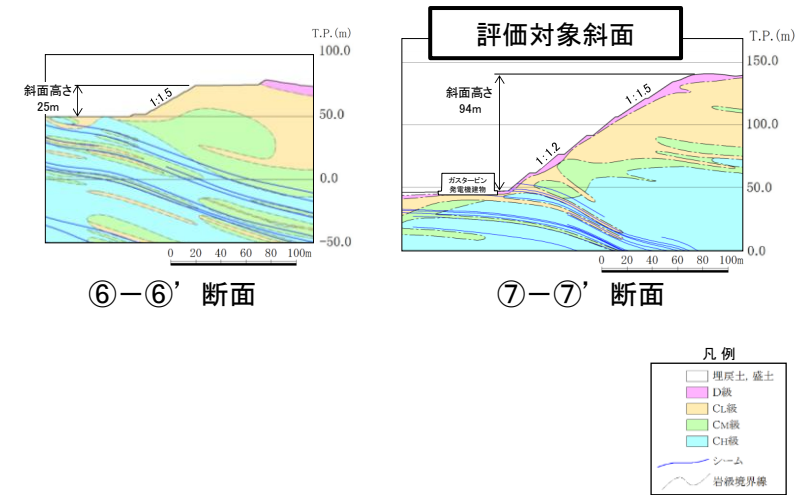 評価対象斜面
T.P.(m)
100.0
50.0
0.0
-50.0
斜面高さ
25m
1:1.5
0 20 40 60 80 100m
⑥－⑥’ 断面
T.P.(m)
150.0
100.0
50.0
0.0
斜面高さ
94m
1:1.5
1:1.2
ガスタービン
発電機建物
0 20 40 60 80 100m
⑦－⑦’ 断面
凡 例
埋戻土, 盛土
D級
CL級
CM級
CH級
シーム
岩級境界線